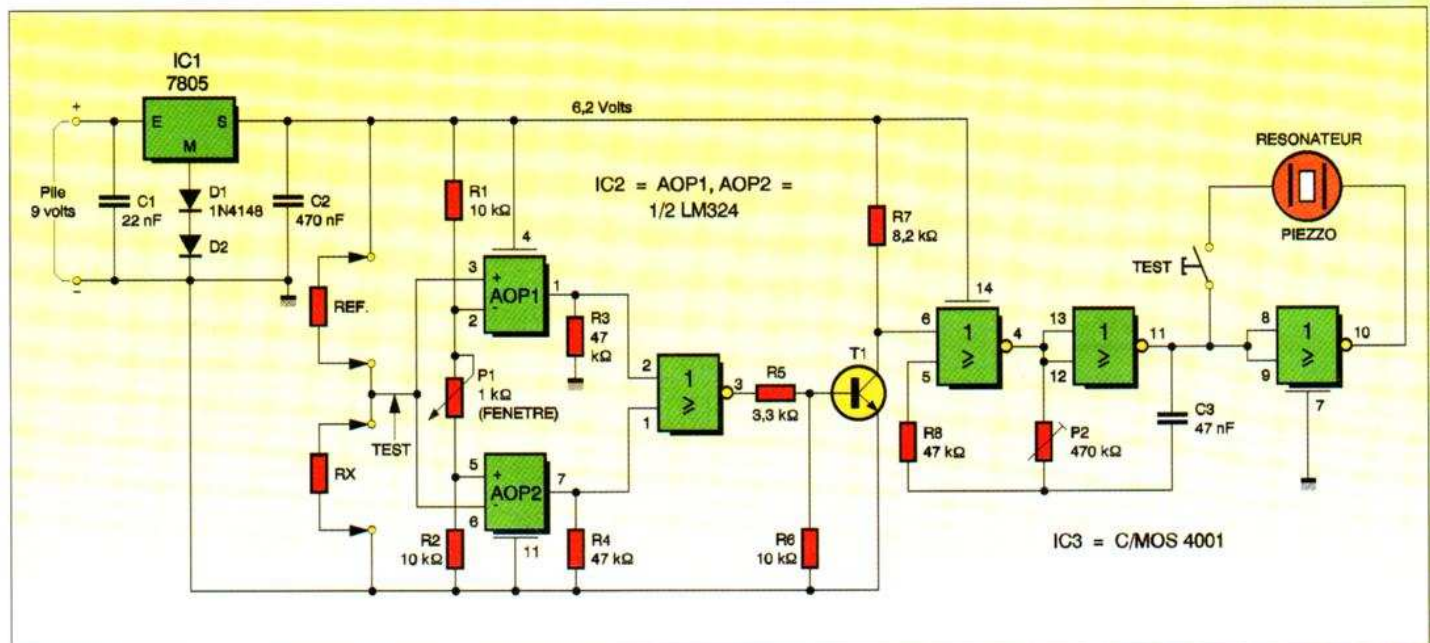 IC1
7805
+
E
S
M
Pile
9 volts
C1
22 nF
D1
1N4148
D2
C2
470 nF
-
6,2 Volts
REF.
RX
TEST
R1
10 kΩ
IC2 = AOP1, AOP2 =
1/2 LM324
4
3
+
AOP1
1
2
-
P1
1 kΩ
(FENETRE)
R3
47
kΩ
5
+
AOP2
7
-
6
11
R2
10 kΩ
R4
47 kΩ
2
1
≥
3
1
R5
3,3 kΩ
T1
R6
10 kΩ
R7
8,2 kΩ
14
6
1
≥
4
5
R8
47 kΩ
13
1
≥
11
12
P2
470 kΩ
C3
47 nF
TEST
RESONATEUR
PIEZZO
8
1
≥
10
9
7
IC3 = C/MOS 4001